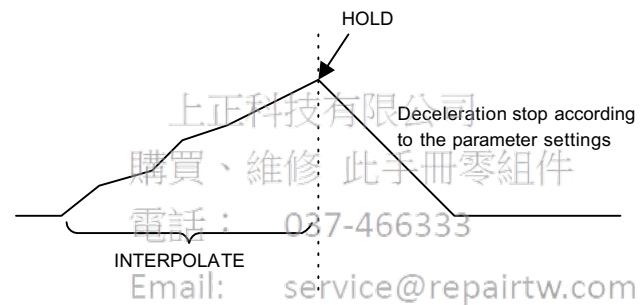 HOLD
上正科技有限公司
Deceleration stop according
to the parameter settings
購買、維修 此手冊零組件
電話： 037-466333
INTERPOLATE
Email: service@repairtw.com